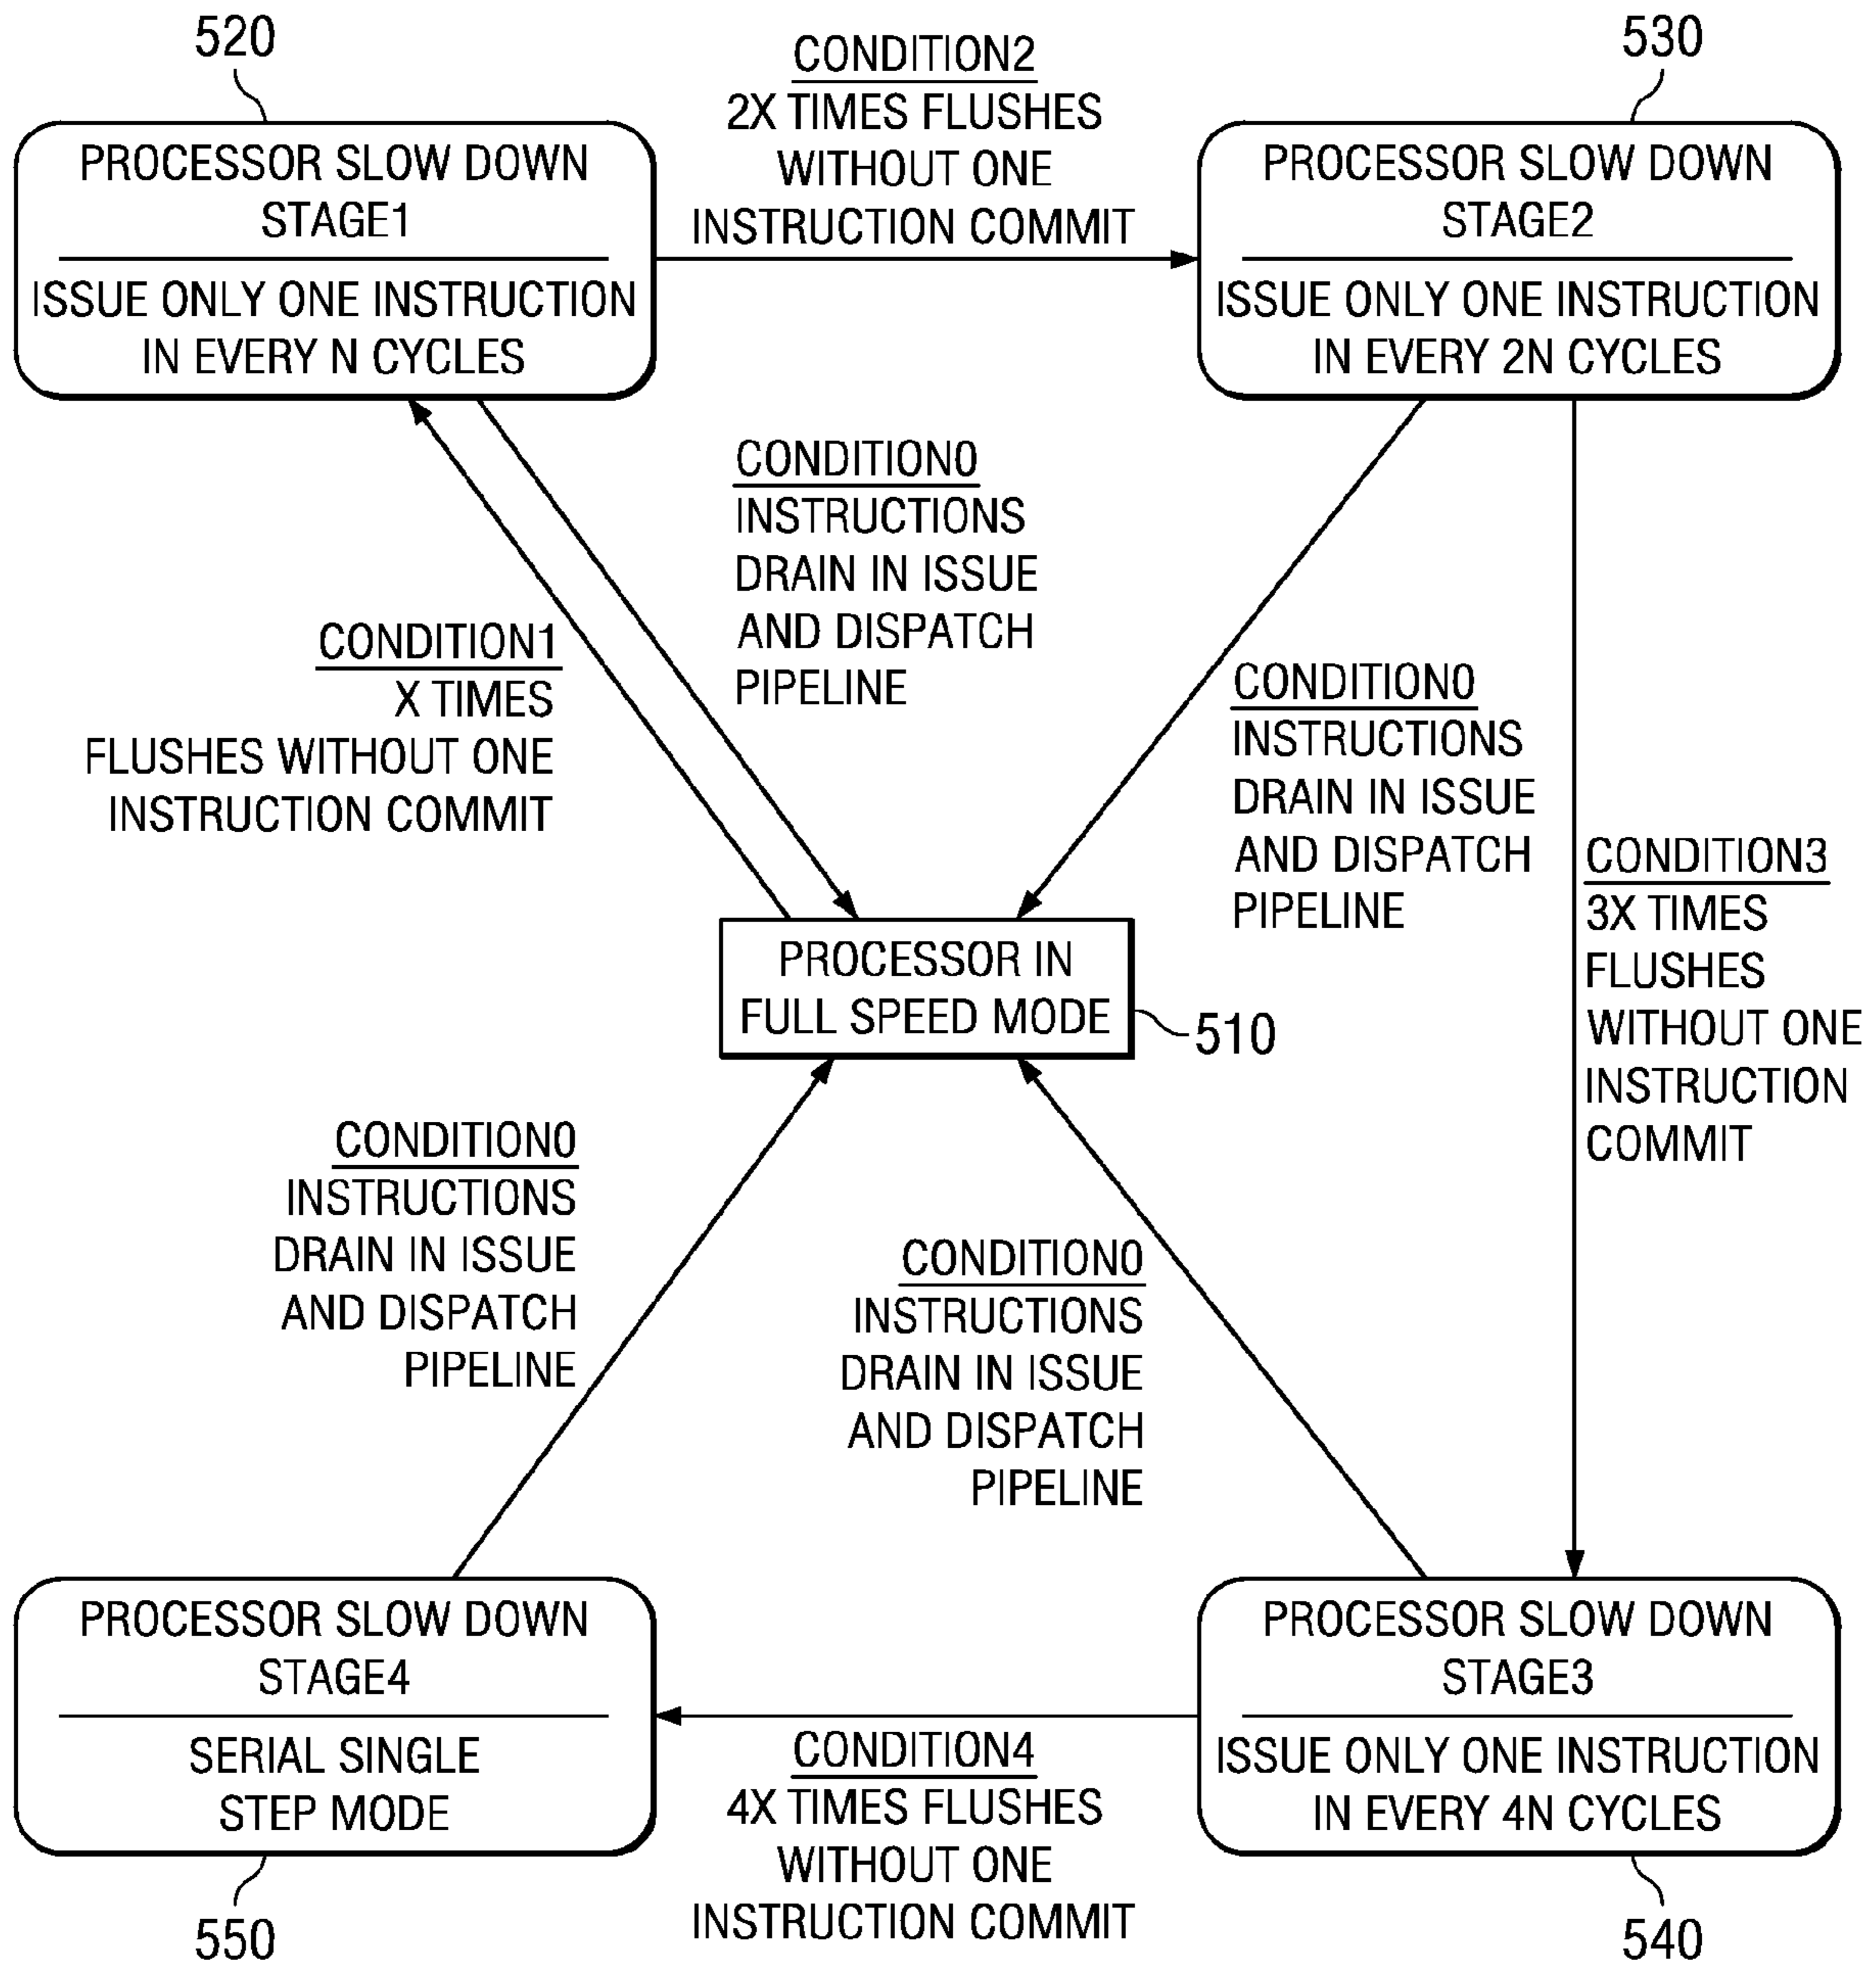 520
PROCESSOR SLOW DOWN
STAGE1
ISSUE ONLY ONE INSTRUCTION
IN EVERY N CYCLES
CONDITION2
2X TIMES FLUSHES
WITHOUT ONE
INSTRUCTION COMMIT
530
PROCESSOR SLOW DOWN
STAGE2
ISSUE ONLY ONE INSTRUCTION
IN EVERY 2N CYCLES
CONDITION1
X TIMES
FLUSHES WITHOUT ONE
INSTRUCTION COMMIT
CONDITION0
INSTRUCTIONS
DRAIN IN ISSUE
AND DISPATCH
PIPELINE
CONDITION0
INSTRUCTIONS
DRAIN IN ISSUE
AND DISPATCH
PIPELINE
CONDITION3
3X TIMES
FLUSHES
WITHOUT ONE
INSTRUCTION
COMMIT
PROCESSOR IN
FULL SPEED MODE
510
CONDITION0
INSTRUCTIONS
DRAIN IN ISSUE
AND DISPATCH
PIPELINE
CONDITION0
INSTRUCTIONS
DRAIN IN ISSUE
AND DISPATCH
PIPELINE
PROCESSOR SLOW DOWN
STAGE4
SERIAL SINGLE
STEP MODE
550
CONDITION4
4X TIMES FLUSHES
WITHOUT ONE
INSTRUCTION COMMIT
PROCESSOR SLOW DOWN
STAGE3
ISSUE ONLY ONE INSTRUCTION
IN EVERY 4N CYCLES
540